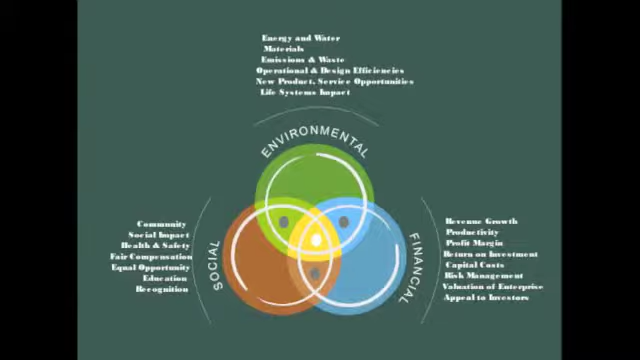 Energy and Water
Materials
Emissions & Waste
Operational & Design Efficiencies
New Product, Service Opportunities
Life Systems Impact
ENVIRONMENTAL
Community
Social Impact
Health & Safety
Fair Compensation
Equal Opportunity
Education
Recognition
SOCIAL
FINANCIAL
Revenue Growth
Productivity
Profit Margin
Return on Investment
Capital Costs
Risk Management
Valuation of Enterprise
Appeal to Investors